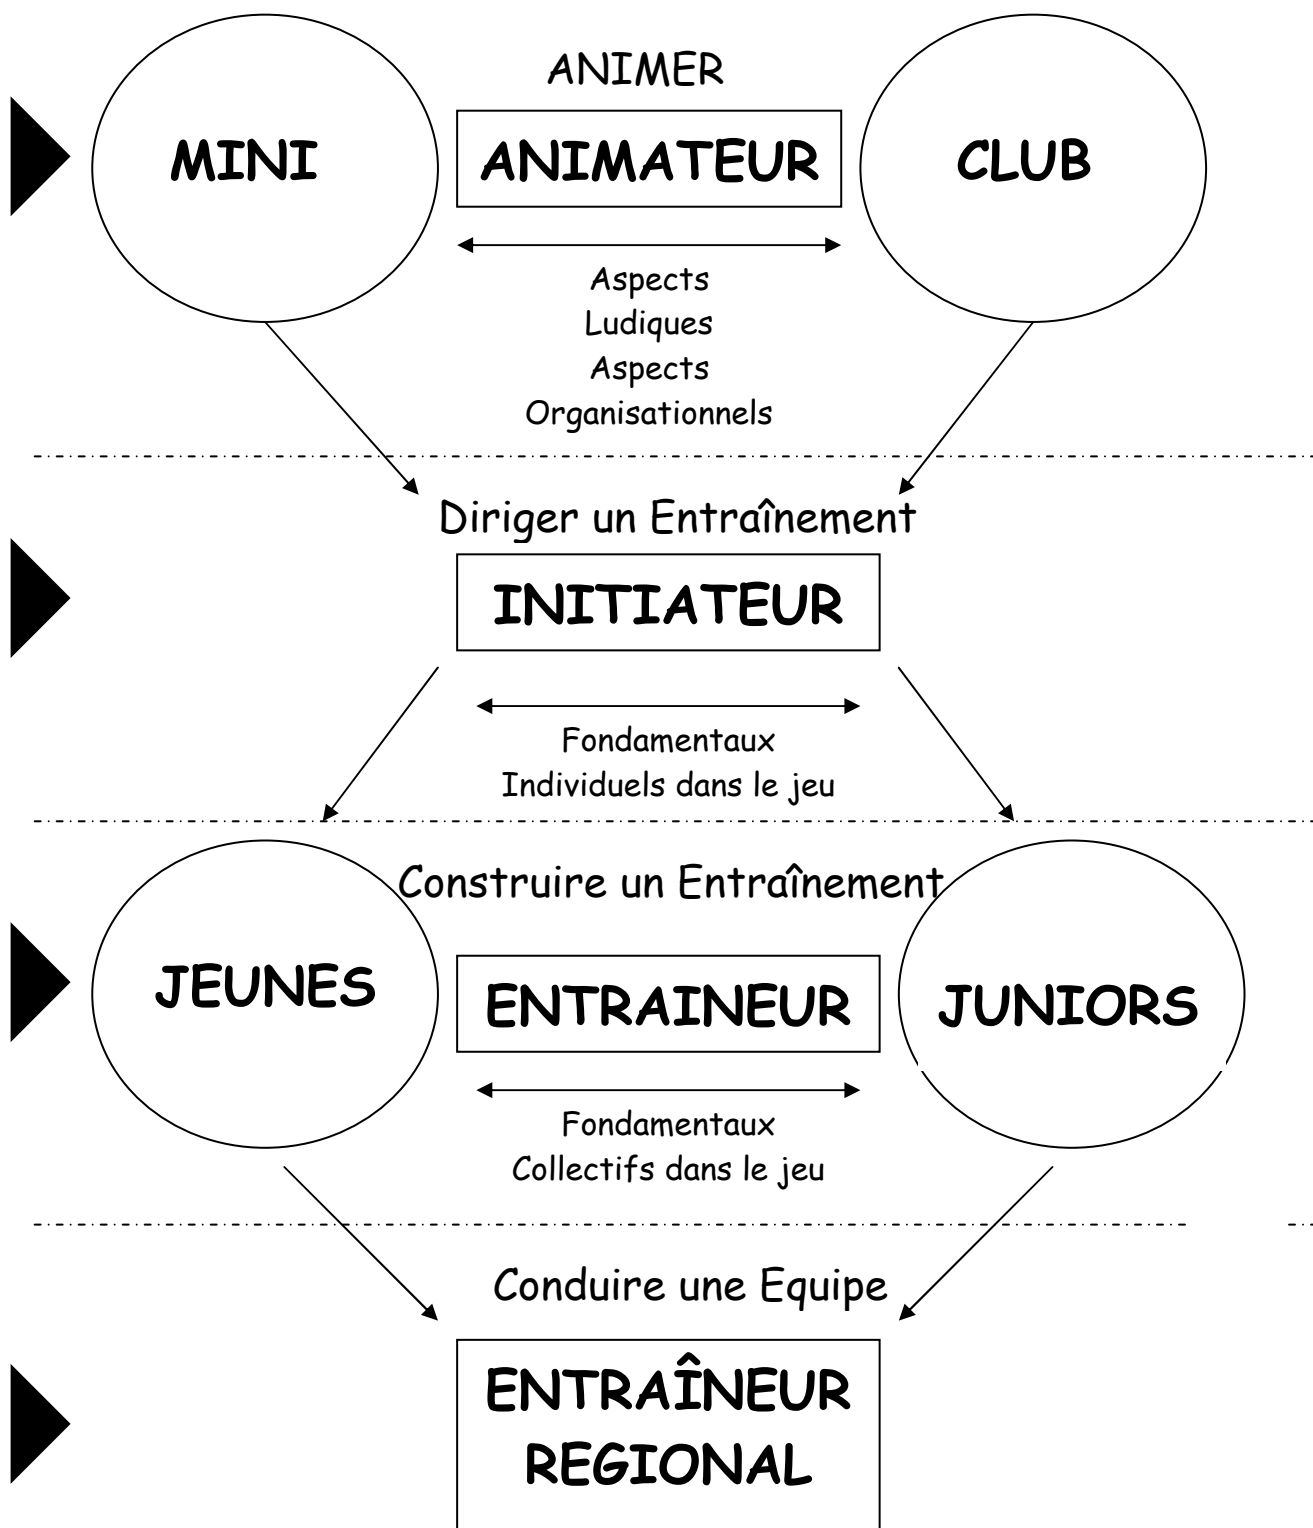 ANIMER
MINI
ANIMATEUR
CLUB
Aspects
Ludiques
Aspects
Organisationnels
Diriger un Entraînement
INITIATEUR
Fondamentaux
Individuels dans le jeu
Construire un Entraînement
JEUNES
ENTRAINEUR
JUNIORS
Fondamentaux
Collectifs dans le jeu
Conduire une Equipe
ENTRAÎNEUR
REGIONAL